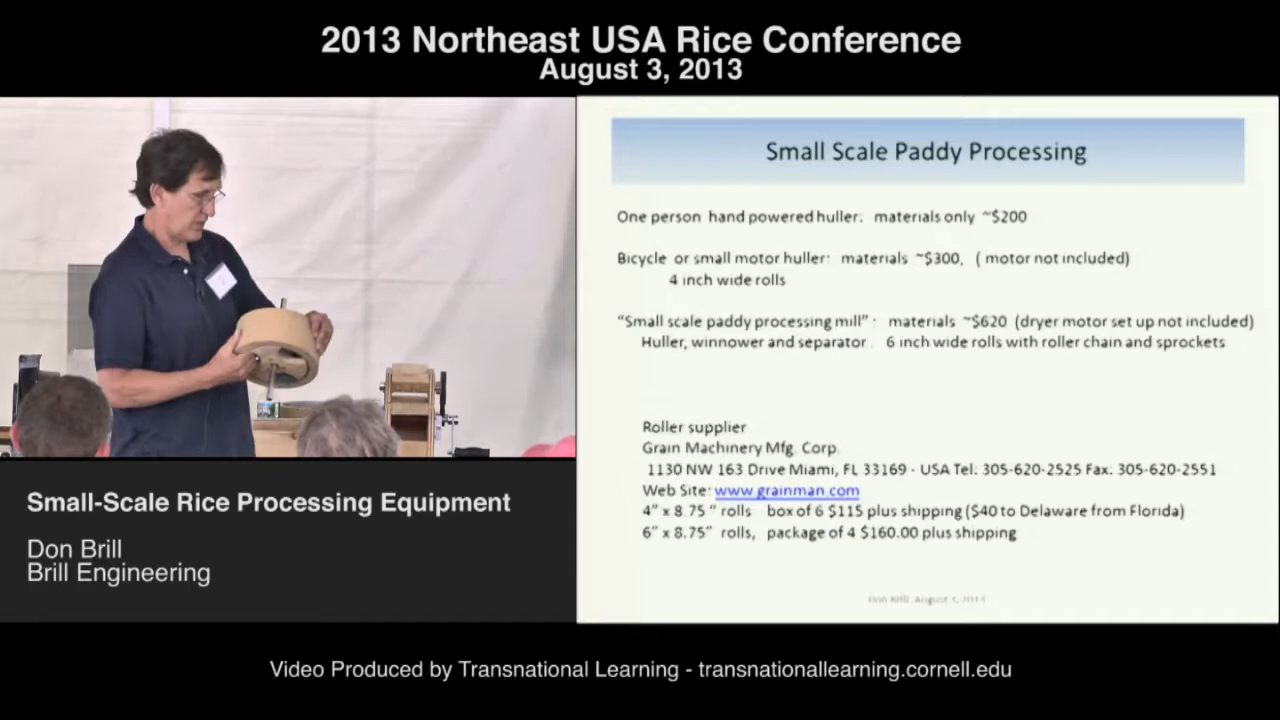 2013 Northeast USA Rice Conference
August 3, 2013
Small Scale Paddy Processing
One person hand powered huller: materials only ~$200
Bicycle or small motor huller: materials ~$300, ( motor not included)
4 inch wide rolls
"Small scale paddy processing mill" : materials ~$620 (dryer motor set up not included)
Huller, winnower and separator . 6 inch wide rolls with roller chain and sprockets
Roller supplier
Grain Machinery Mfg. Corp.
1130 NW 163 Drive Miami, FL 33169 - USA Tel: 305-620-2525 Fax: 305-620-2551
Web Site: www.grainman.com
4" x 8.75 " rolls box of 6 $115 plus shipping ($40 to Delaware from Florida)
6" x 8.75" rolls, package of 4 $160.00 plus shipping
Don Brill August 3, 2013
Small-Scale Rice Processing Equipment
Don Brill
Brill Engineering
Video Produced by Transnational Learning - transnationallearning.cornell.edu